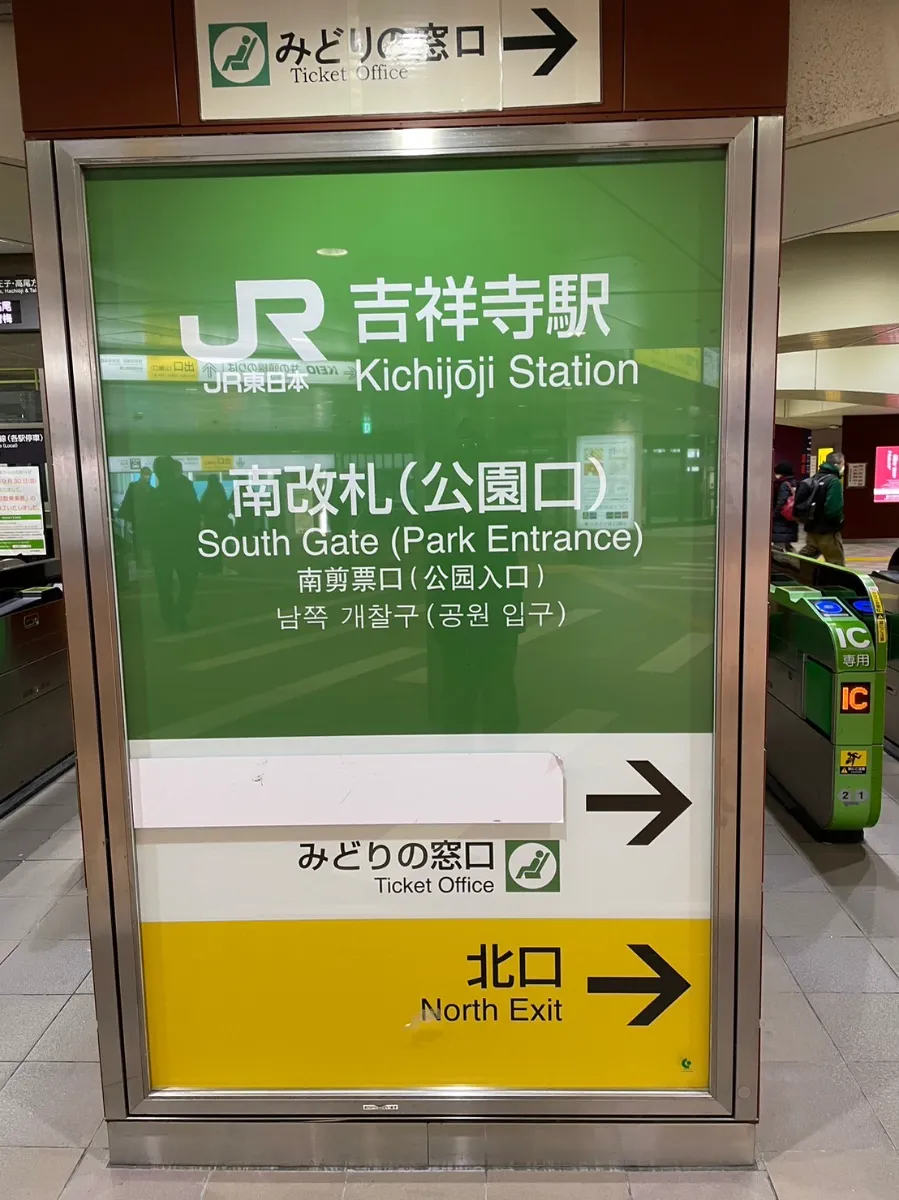 みどりの窓口
Ticket Office
JR 吉祥寺駅
JR東日本 Kichijōji Station
南改札(公園口)
South Gate (Park Entrance)
南剪票口(公园入口)
남쪽 개찰구(공원 입구)
みどりの窓口
Ticket Office
北口
North Exit
IC
専用
IC
2 1